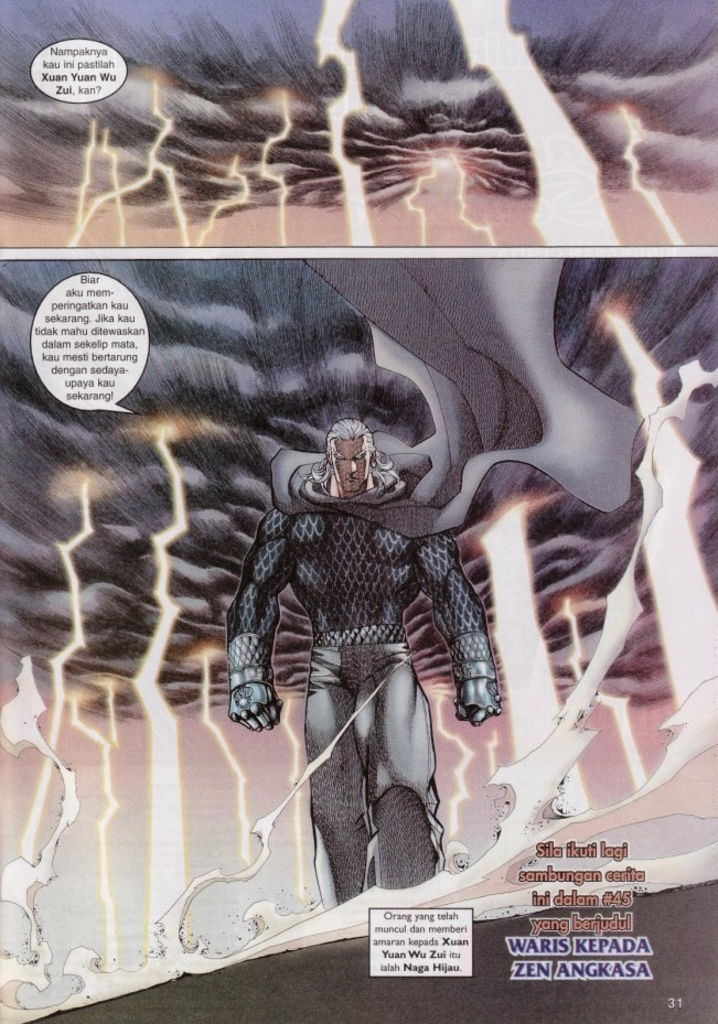 Nampaknya
kau ini pastilah
Xuan Yuan Wu
Zui, kan?
Biar
aku mem-
peringatkan kau
sekarang. Jika kau
tidak mahu ditewaskan
dalam sekelip mata,
kau mesti bertarung
dengan sedaya-
upaya kau
sekarang!
Orang yang telah
muncul dan memberi
amaran kepada Xuan
Yuan Wu Zui itu
ialah Naga Hijau.
Sila ikuti lagi
sambungan cerita
ini dalam #45
yang berjudul
WARIS KEPADA
ZEN ANGKASA
31